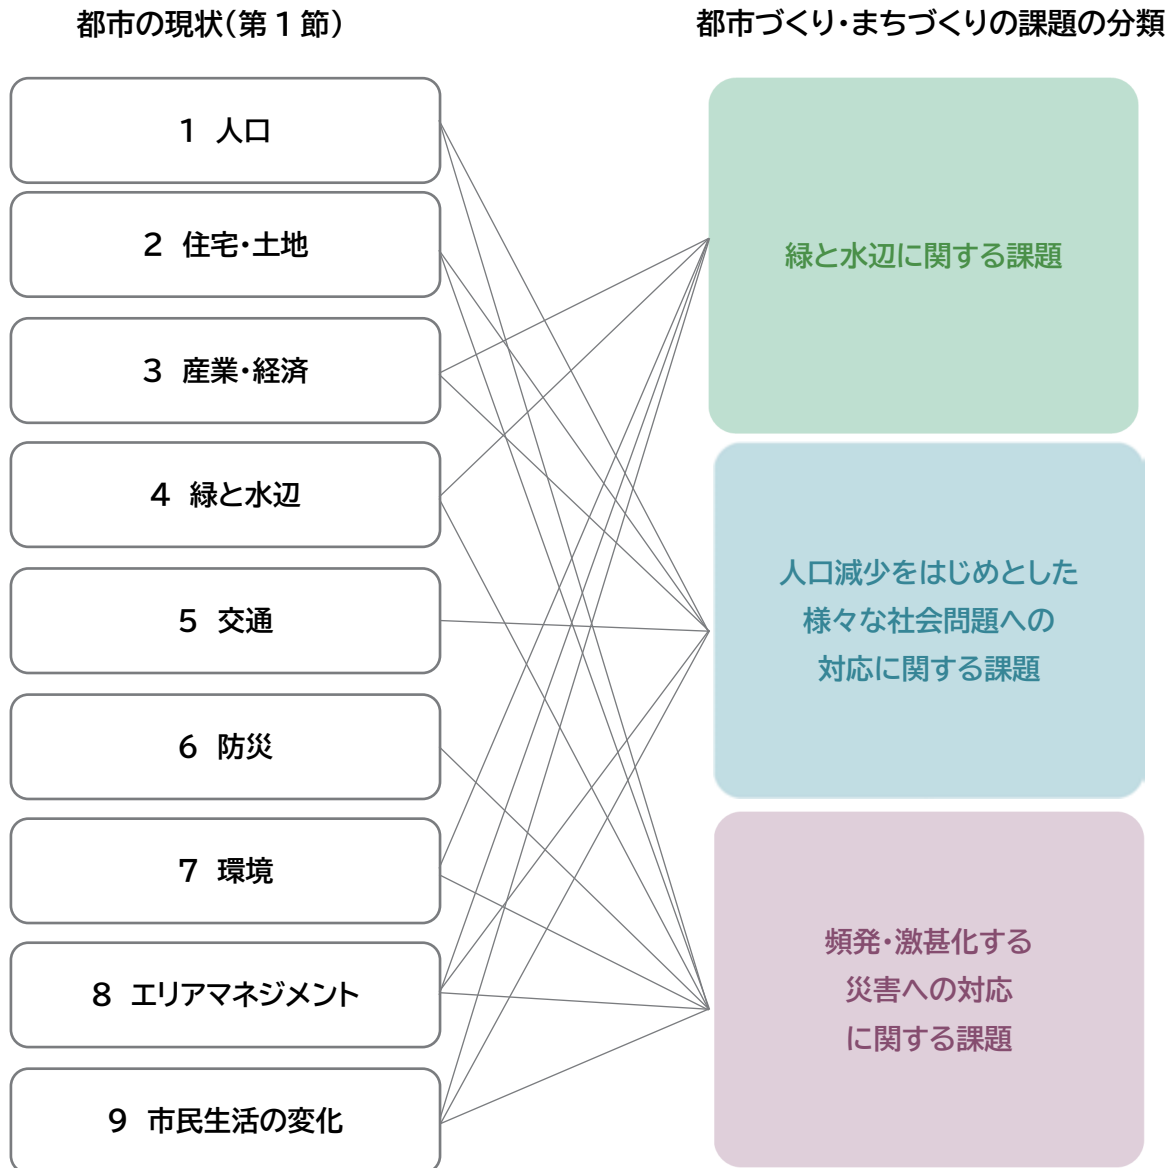 都市の現状（第１節）
都市づくり・まちづくりの課題の分類
1 人口
2 住宅・土地
3 産業・経済
4 緑と水辺
5 交通
6 防災
7 環境
8 エリアマネジメント
9 市民生活の変化
緑と水辺に関する課題
人口減少をはじめとした
様々な社会問題への
対応に関する課題
頻発・激甚化する
災害への対応
に関する課題